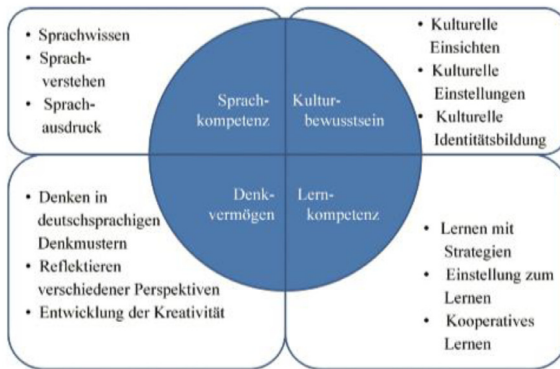 • Sprachwissen
• Sprach-
verstehen
• Sprach-
ausdruck
Sprach-
kompetenz
Kultur-
bewusstsein
• Kulturelle
Einsichten
• Kulturelle
Einstellungen
• Kulturelle
Identitätsbildung
• Denken in
deutschsprachigen
Denkmustern
• Reflektieren
verschiedener Perspektiven
• Entwicklung der Kreativität
Denk-
vermögen
Lern-
kompetenz
• Lernen mit
Strategien
• Einstellung zum
Lernen
• Kooperatives
Lernen